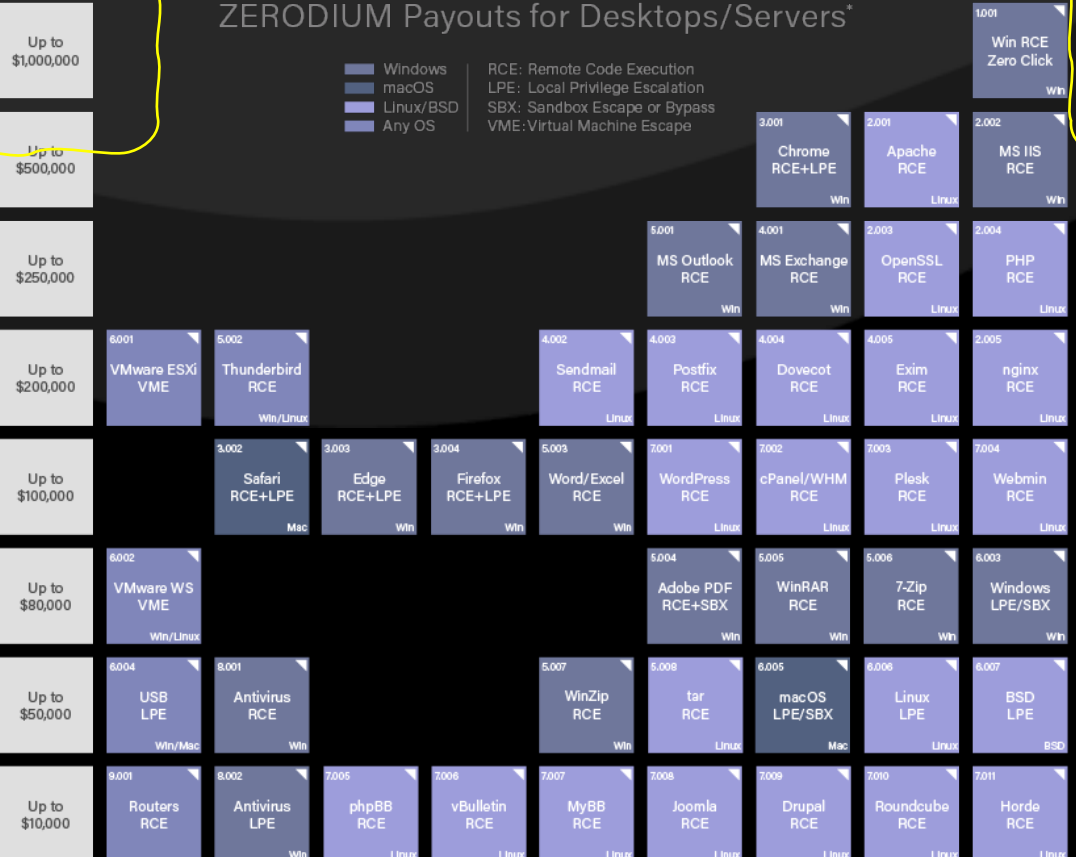 ZERODIUM Payouts for Desktops/Servers*
Up to
$1,000,000
1.001
Win RCE
Zero Click
Win
Windows
macOS
Linux/BSD
Any OS
RCE: Remote Code Execution
LPE: Local Privilege Escalation
SBX: Sandbox Escape or Bypass
VME: Virtual Machine Escape
Up to
$500,000
3.001
Chrome
RCE+LPE
Win
2.001
Apache
RCE
Linux
2.002
MS IIS
RCE
Win
Up to
$250,000
5.001
MS Outlook
RCE
Win
4.001
MS Exchange
RCE
Win
2.003
OpenSSL
RCE
Linux
2.004
PHP
RCE
Linux
Up to
$200,000
6.001
VMware ESXi
VME
5.002
Thunderbird
RCE
Win/Linux
4.002
Sendmail
RCE
Linux
4.003
Postfix
RCE
Linux
4.004
Dovecot
RCE
Linux
4.005
Exim
RCE
Linux
2.005
nginx
RCE
Linux
Up to
$100,000
3.002
Safari
RCE+LPE
Mac
3.003
Edge
RCE+LPE
Win
3.004
Firefox
RCE+LPE
Win
5.003
Word/Excel
RCE
Win
7.001
WordPress
RCE
Linux
7.002
cPanel/WHM
RCE
Linux
7.003
Plesk
RCE
Linux
7.004
Webmin
RCE
Linux
Up to
$80,000
6.002
VMware WS
VME
Win/Linux
5.004
Adobe PDF
RCE+SBX
Win
5.005
WinRAR
RCE
Win
5.006
7-Zip
RCE
Win
6.003
Windows
LPE/SBX
Win
Up to
$50,000
6.004
USB
LPE
Win/Mac
8.001
Antivirus
RCE
Win
5.007
WinZip
RCE
Win
5.008
tar
RCE
Linux
6.005
macOS
LPE/SBX
Mac
6.006
Linux
LPE
Linux
6.007
BSD
LPE
BSD
Up to
$10,000
9.001
Routers
RCE
8.002
Antivirus
LPE
Win
7.005
phpBB
RCE
Linux
7.006
vBulletin
RCE
Linux
7.007
MyBB
RCE
Linux
7.008
Joomla
RCE
Linux
7.009
Drupal
RCE
Linux
7.010
Roundcube
RCE
Linux
7.011
Horde
RCE
Linux